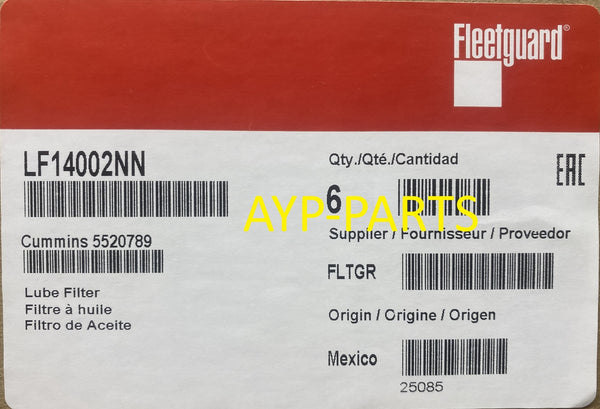 Fleetguard®
LF14002NN
Cummins 5520789
Lube Filter
Filtre à huile
Filtro de Aceite
Qty./Qté./Cantidad
6
EAC
AYP-PARTS
Supplier / Fournisseur / Proveedor
FLTGR
Origin / Origine / Origen
Mexico
25085